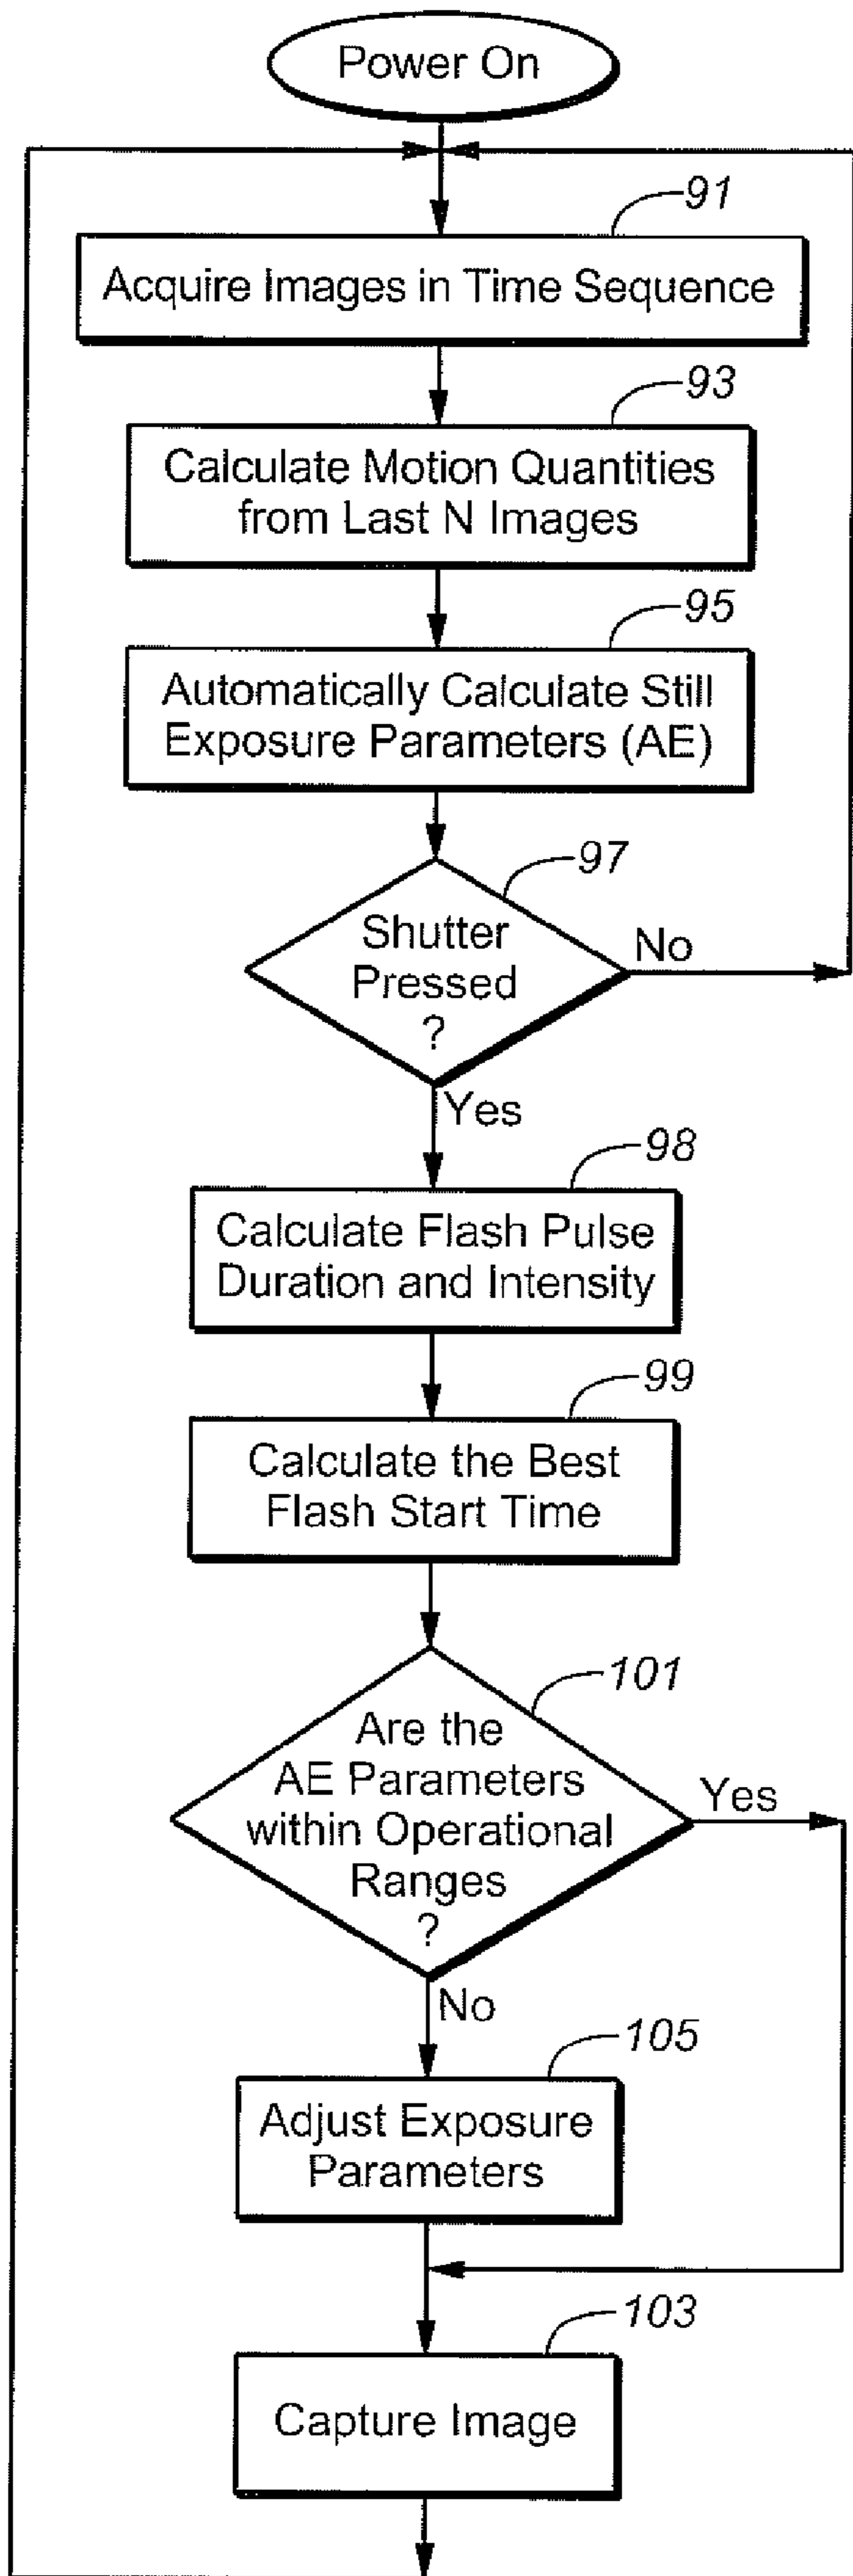 Power On
91
Acquire Images in Time Sequence
93
Calculate Motion Quantities
from Last N Images
95
Automatically Calculate Still
Exposure Parameters (AE)
97
Shutter
Pressed
?
No
Yes
98
Calculate Flash Pulse
Duration and Intensity
99
Calculate the Best
Flash Start Time
101
Are the
AE Parameters
within Operational
Ranges
?
Yes
No
105
Adjust Exposure
Parameters
103
Capture Image